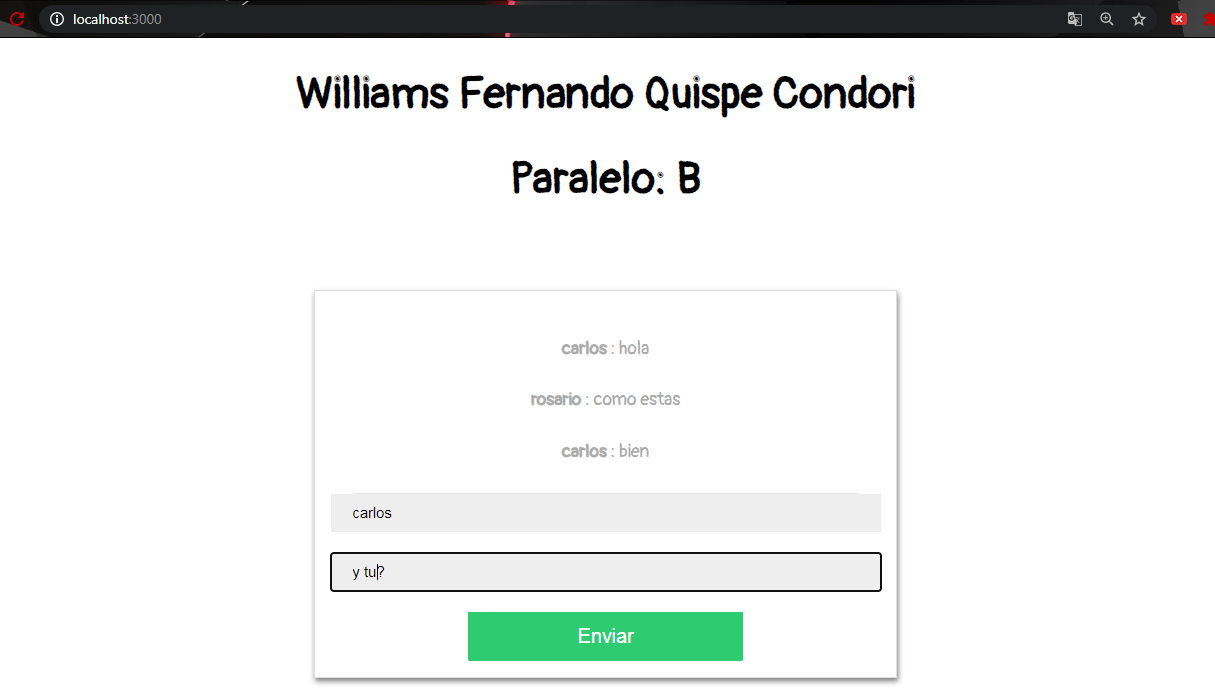 localhost:3000
Williams Fernando Quispe Condori
Paralelo: B
carlos : hola
rosario : como estas
carlos : bien
carlos
y tu?
Enviar